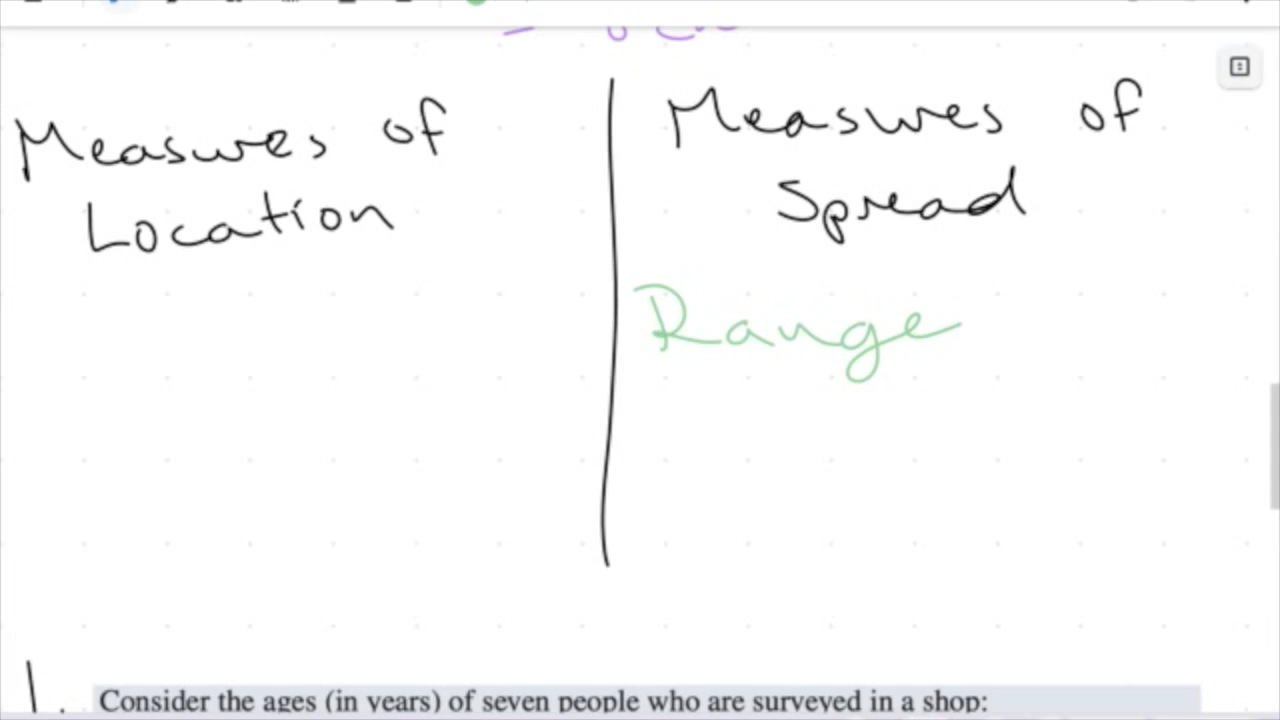 Measures of
Location
Measures of
Spread
Range
1.
Consider the ages (in years) of seven people who are surveyed in a shop: